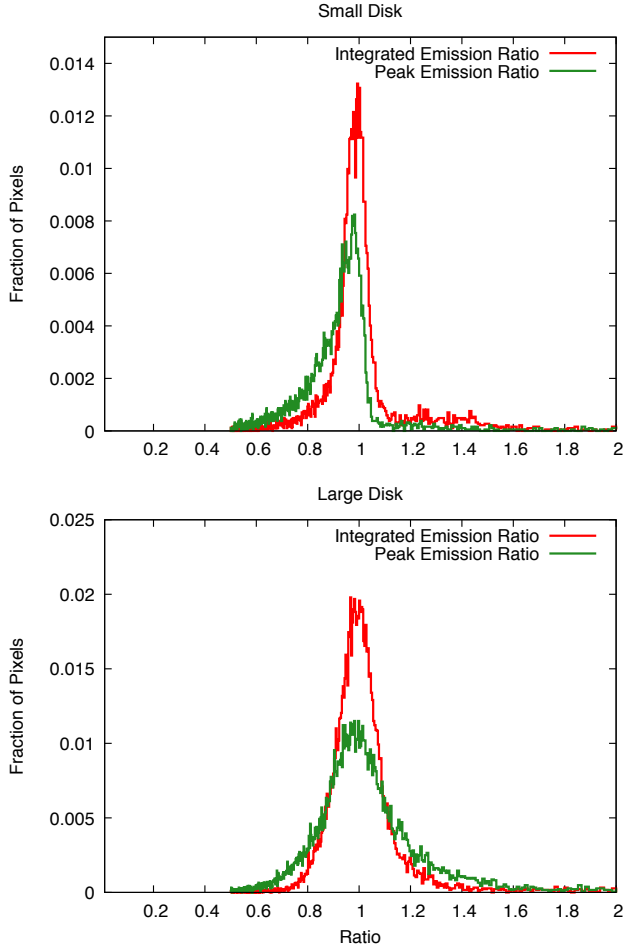 Small Disk
Integrated Emission Ratio
Peak Emission Ratio
0.014
0.012
0.01
0.008
0.006
0.004
0.002
0
Fraction of Pixels
0.2 0.4 0.6 0.8 1 1.2 1.4 1.6 1.8 2
Large Disk
Integrated Emission Ratio
Peak Emission Ratio
0.025
0.02
0.015
0.01
0.005
0
Fraction of Pixels
0.2 0.4 0.6 0.8 1 1.2 1.4 1.6 1.8 2
Ratio